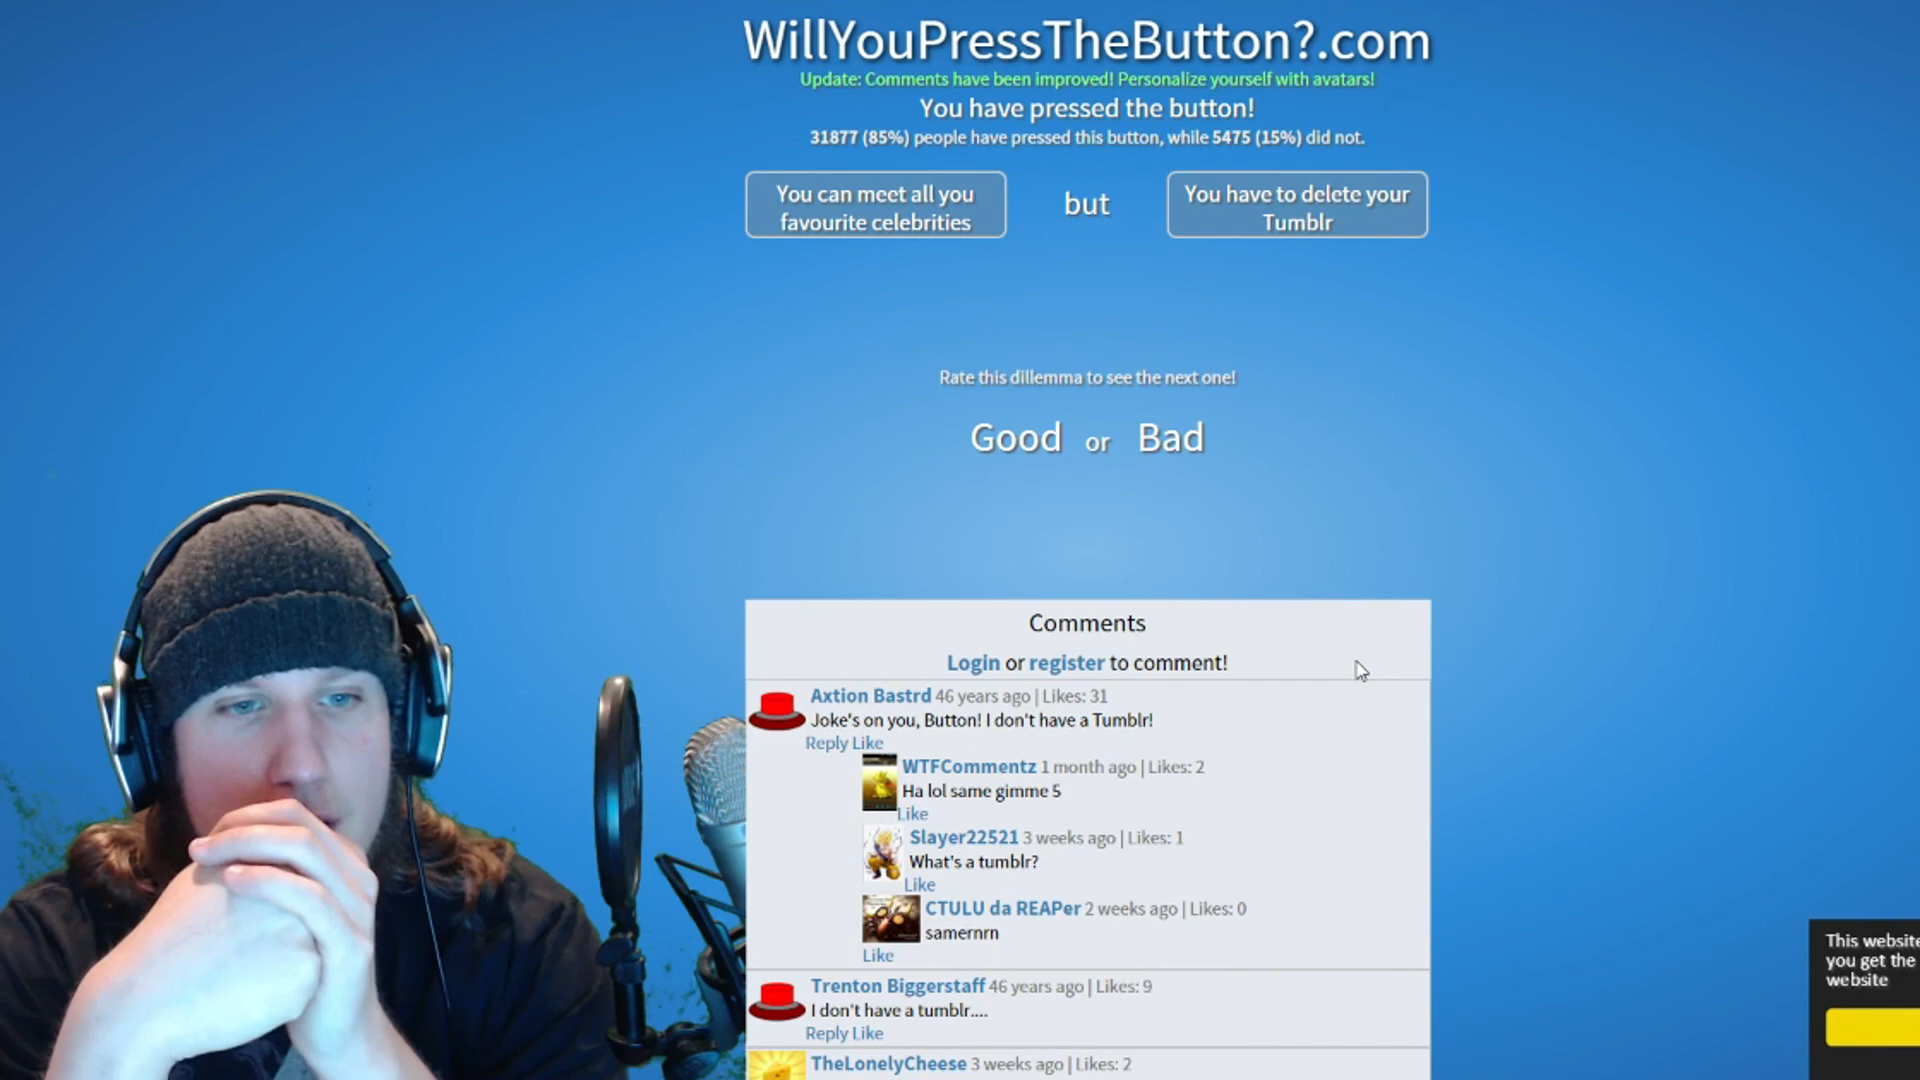 WillYouPressTheButton?.com
Update: Comments have been improved! Personalize yourself with avatars!
You have pressed the button!
31877 (85%) people have pressed this button, while 5475 (15%) did not.
You can meet all you
favourite celebrities
but
You have to delete your
Tumblr
Rate this dillemma to see the next one!
Good or Bad
Comments
Login or register to comment!
Axtion Bastrd 46 years ago | Likes: 31
Joke's on you, Button! I don't have a Tumblr!
Reply Like
WTFCommentz 1 month ago | Likes: 2
Ha lol same gimme 5
Like
Slayer22521 3 weeks ago | Likes: 1
What's a tumblr?
Like
CTULU da REAPer 2 weeks ago | Likes: 0
samernrn
Like
Trenton Biggerstaff 46 years ago | Likes: 9
I don't have a tumblr....
Reply Like
TheLonelyCheese 3 weeks ago | Likes: 2
This website
you get the
website